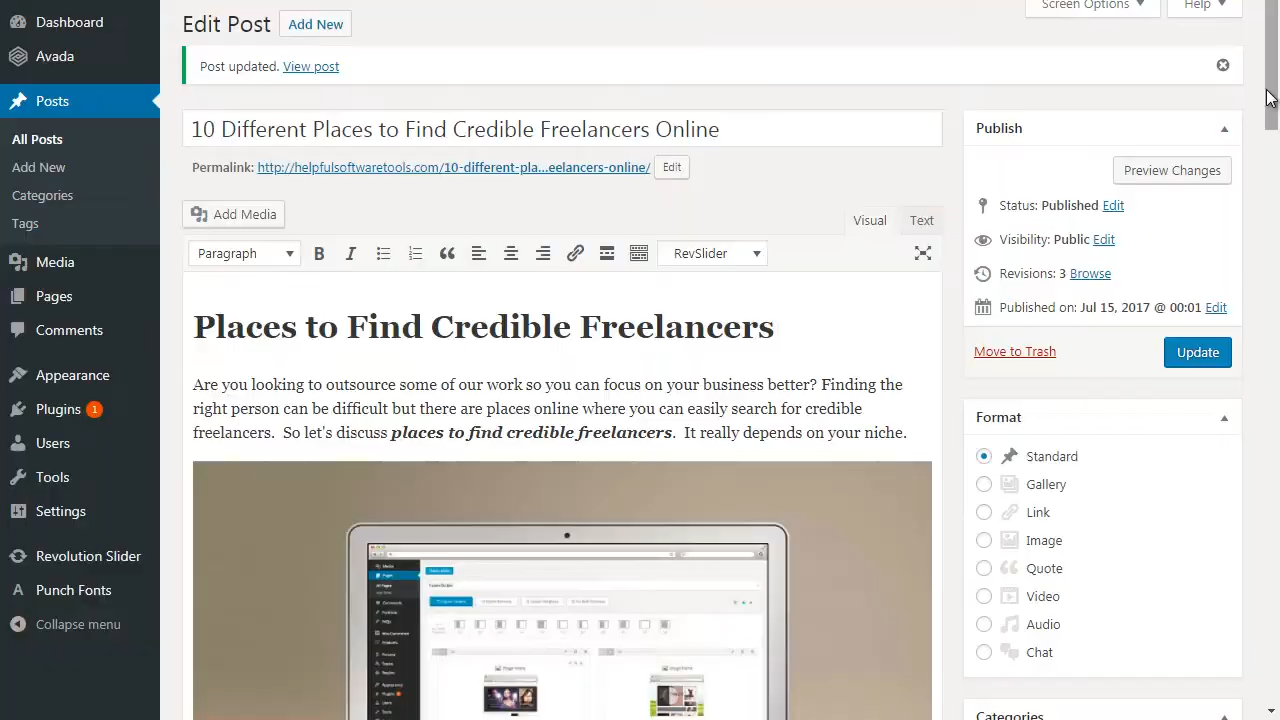 Dashboard
Avada
Posts
All Posts
Add New
Categories
Tags
Media
Pages
Comments
Appearance
Plugins 1
Users
Tools
Settings
Revolution Slider
Punch Fonts
Collapse menu
Screen Options
Help
Edit Post
Add New
Post updated. View post
10 Different Places to Find Credible Freelancers Online
Permalink: http://helpfulsoftwaretools.com/10-different-pla...eelancers-online/ Edit
Add Media
Visual Text
Paragraph B I RevSlider
Places to Find Credible Freelancers
Are you looking to outsource some of our work so you can focus on your business better? Finding the
right person can be difficult but there are places online where you can easily search for credible
freelancers. So let's discuss places to find credible freelancers. It really depends on your niche.
Publish
Preview Changes
Status: Published Edit
Visibility: Public Edit
Revisions: 3 Browse
Published on: Jul 15, 2017 @ 00:01 Edit
Move to Trash
Update
Format
Standard
Gallery
Link
Image
Quote
Video
Audio
Chat
Categories